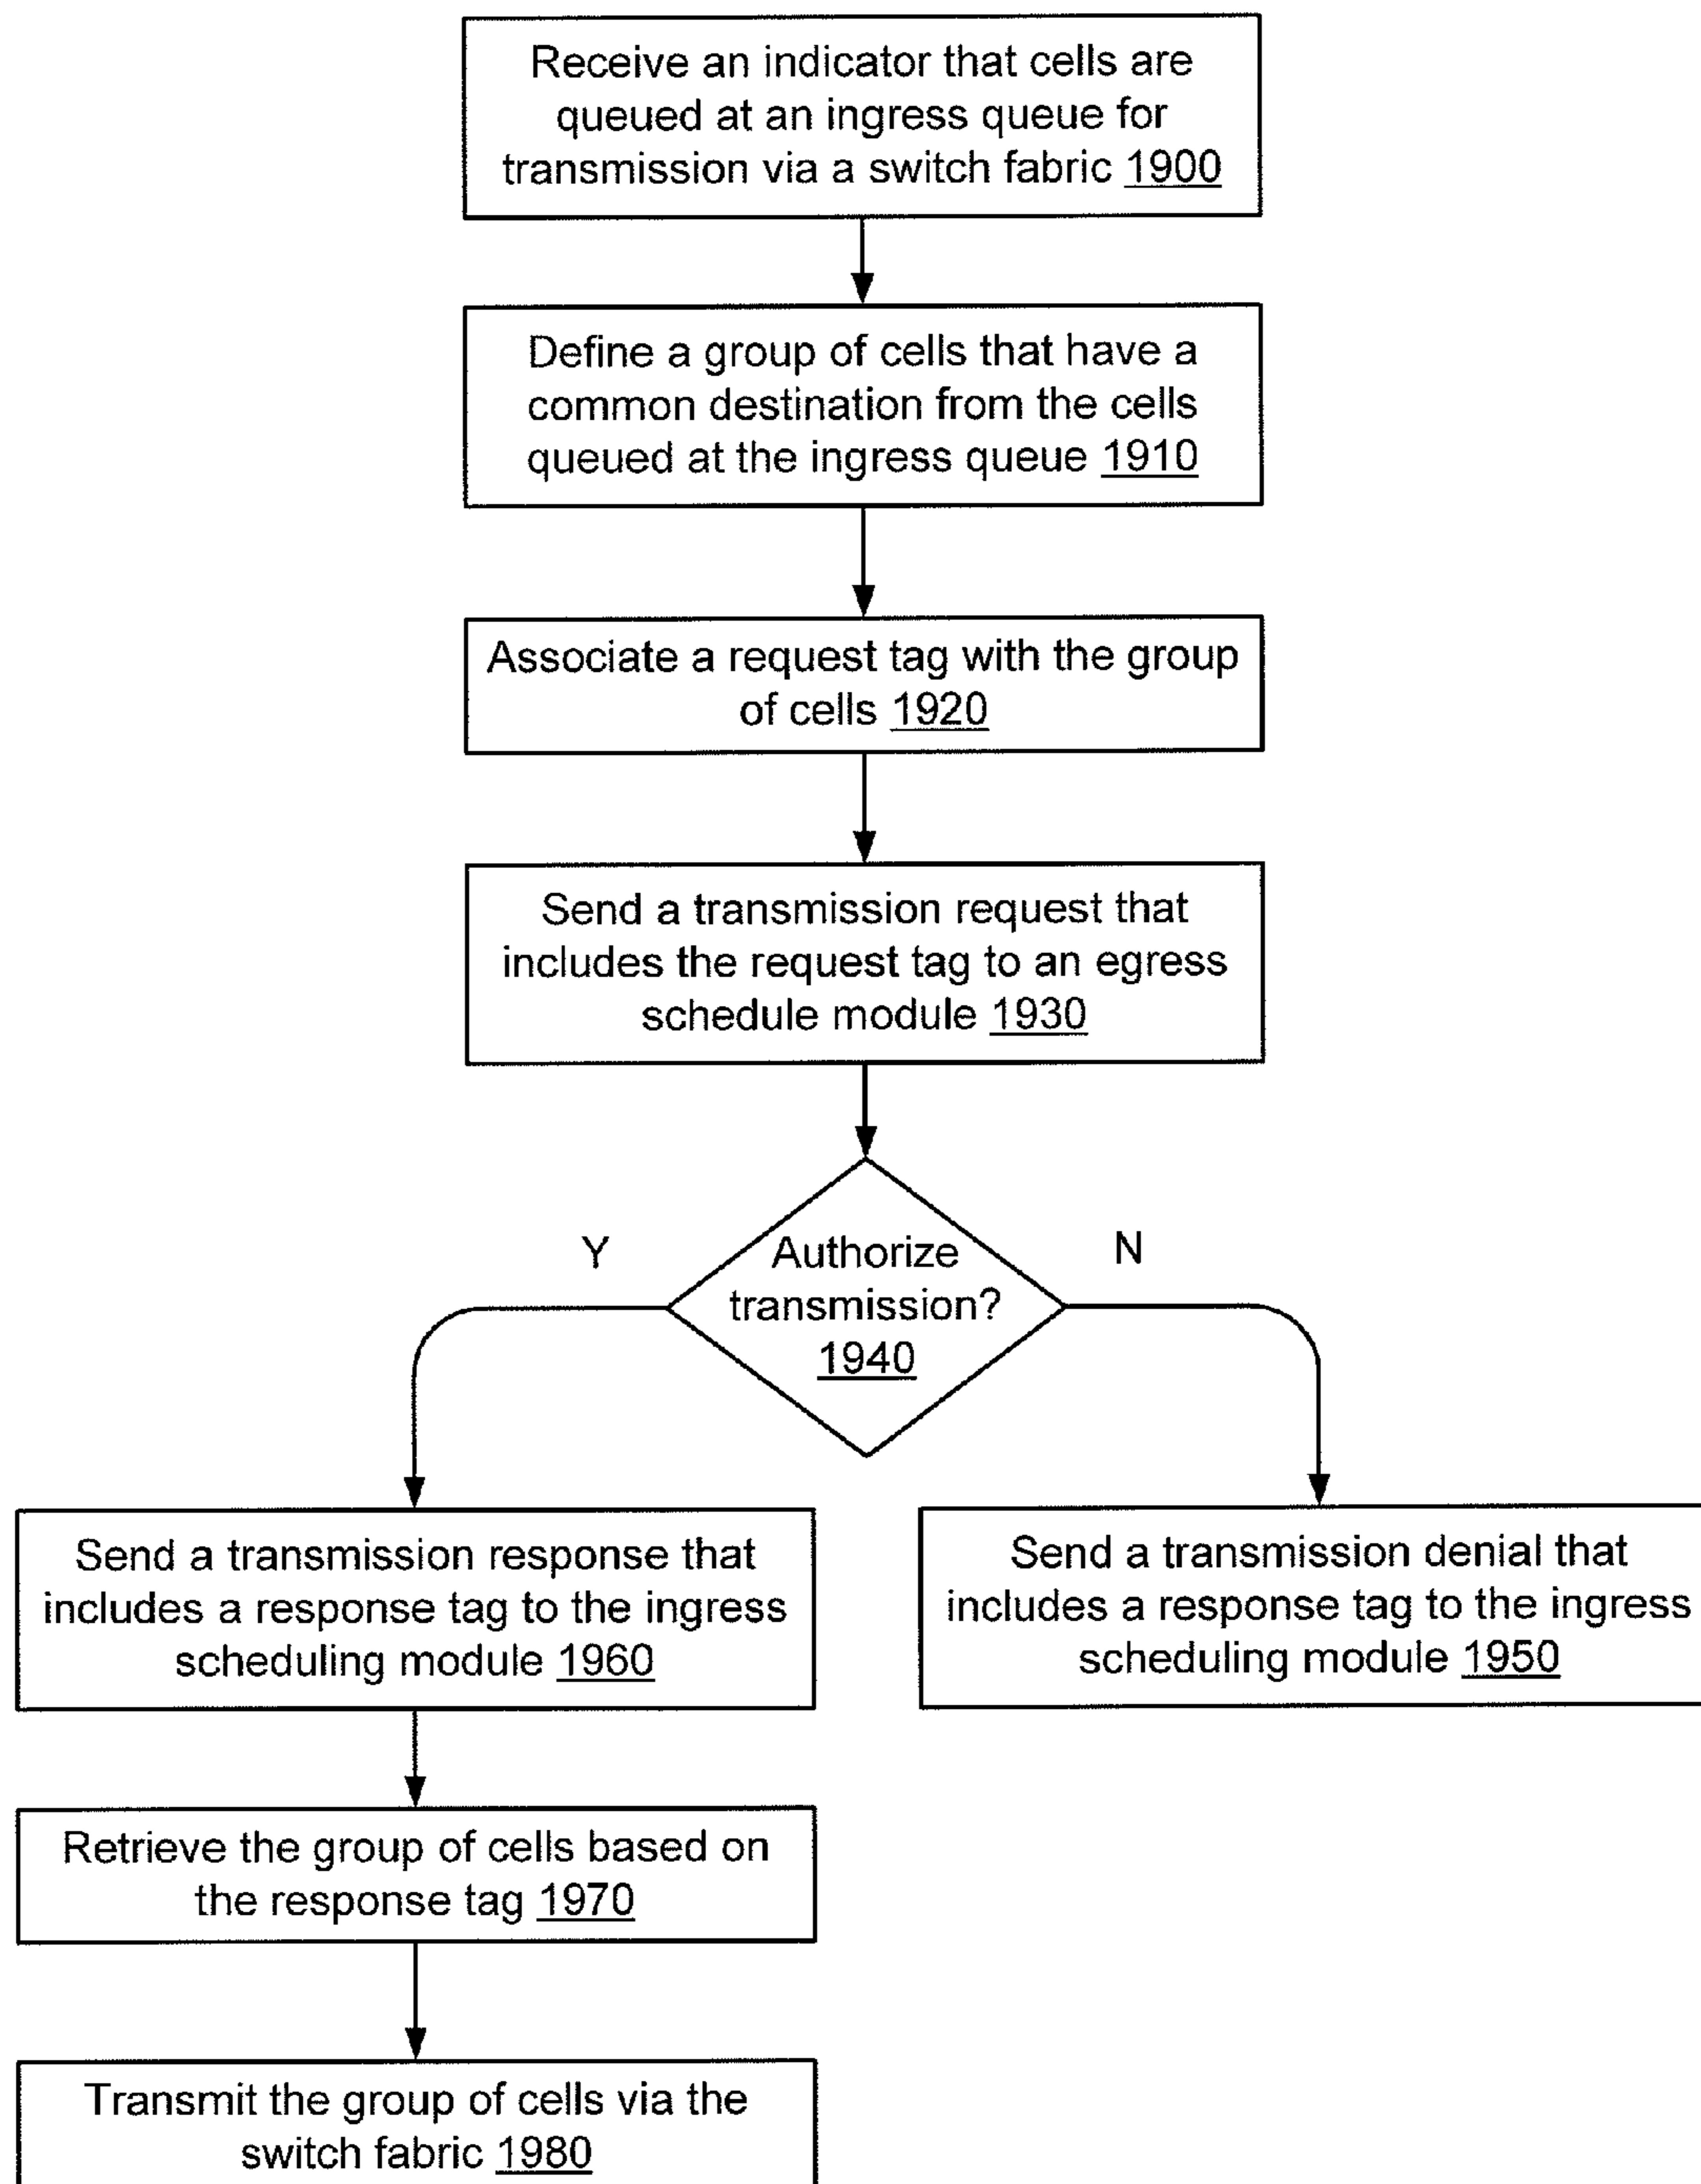 Receive an indicator that cells are
queued at an ingress queue for
transmission via a switch fabric 1900
Define a group of cells that have a
common destination from the cells
queued at the ingress queue 1910
Associate a request tag with the group
of cells 1920
Send a transmission request that
includes the request tag to an egress
schedule module 1930
Y
Authorize
transmission?
1940
N
Send a transmission response that
includes a response tag to the ingress
scheduling module 1960
Send a transmission denial that
includes a response tag to the ingress
scheduling module 1950
Retrieve the group of cells based on
the response tag 1970
Transmit the group of cells via the
switch fabric 1980